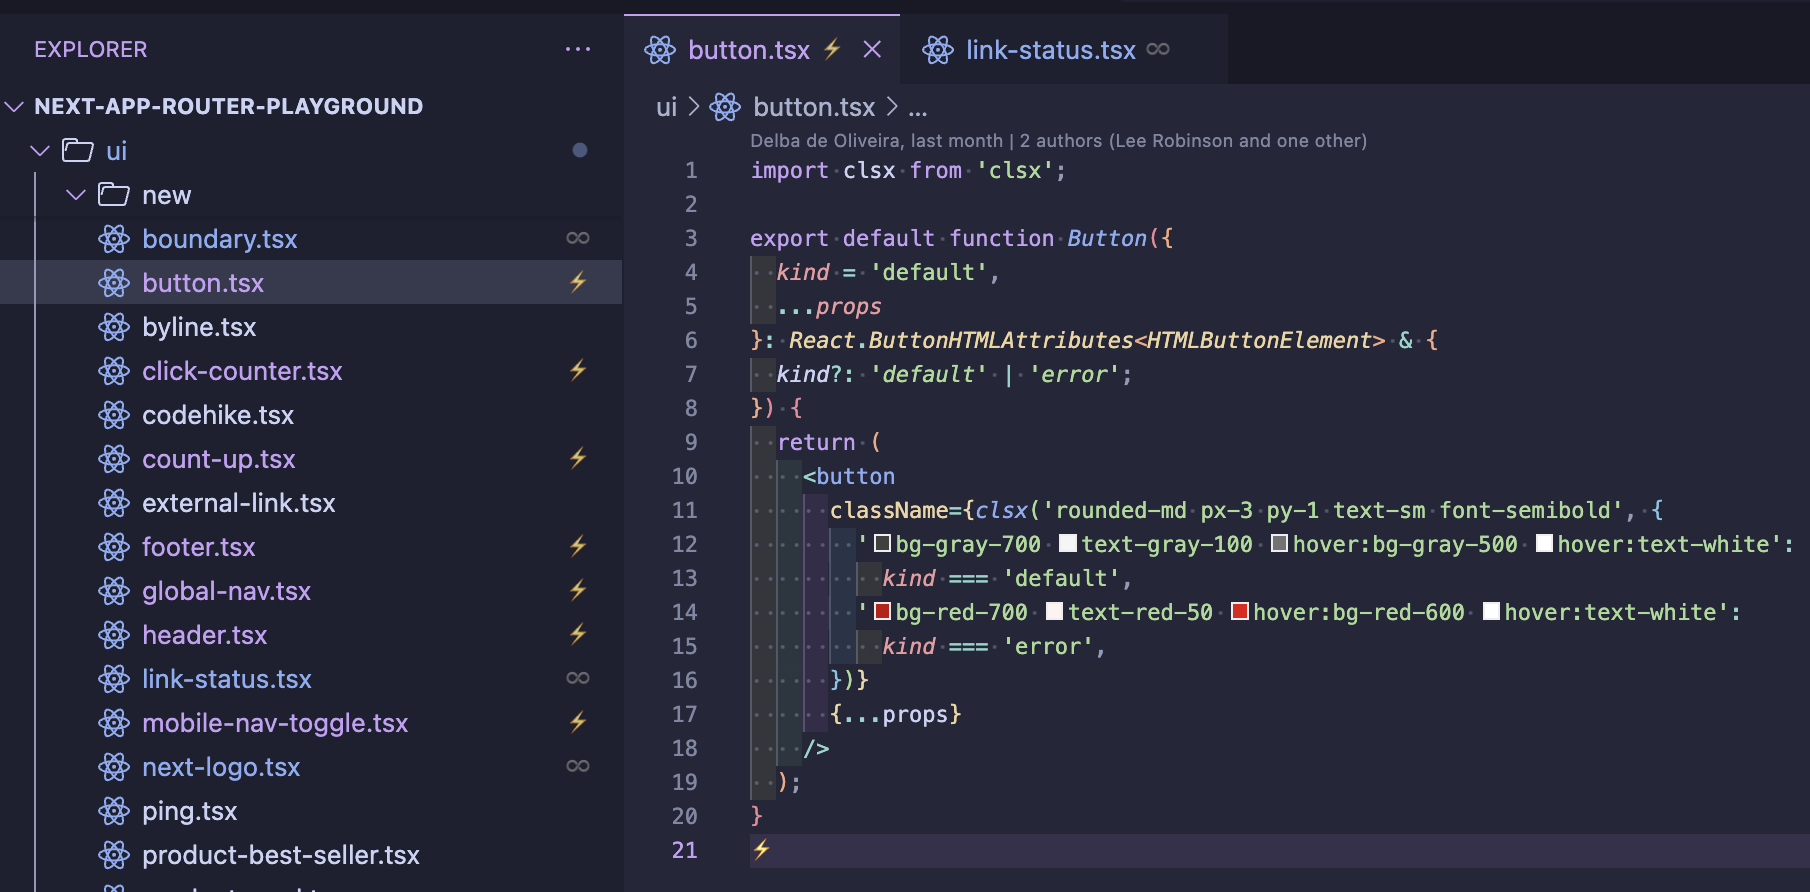 EXPLORER
NEXT-APP-ROUTER-PLAYGROUND
ui
new
boundary.tsx ∞
button.tsx ⚡
byline.tsx
click-counter.tsx ⚡
codehike.tsx
count-up.tsx ⚡
external-link.tsx
footer.tsx ⚡
global-nav.tsx ⚡
header.tsx ⚡
link-status.tsx ∞
mobile-nav-toggle.tsx ⚡
next-logo.tsx ∞
ping.tsx
product-best-seller.tsx
button.tsx ⚡
link-status.tsx ∞
ui > button.tsx > ...
Delba de Oliveira, last month | 2 authors (Lee Robinson and one other)
1 import clsx from 'clsx';
2
3 export default function Button({
4   kind = 'default',
5   ...props
6 }: React.ButtonHTMLAttributes<HTMLButtonElement> & {
7   kind?: 'default' | 'error';
8 }) {
9   return (
10     <button
11       className={clsx('rounded-md px-3 py-1 text-sm font-semibold', {
12         'bg-gray-700 text-gray-100 hover:bg-gray-500 hover:text-white':
13           kind === 'default',
14         'bg-red-700 text-red-50 hover:bg-red-600 hover:text-white':
15           kind === 'error',
16       })}
17       {...props}
18     />
19   );
20 }
21 ⚡